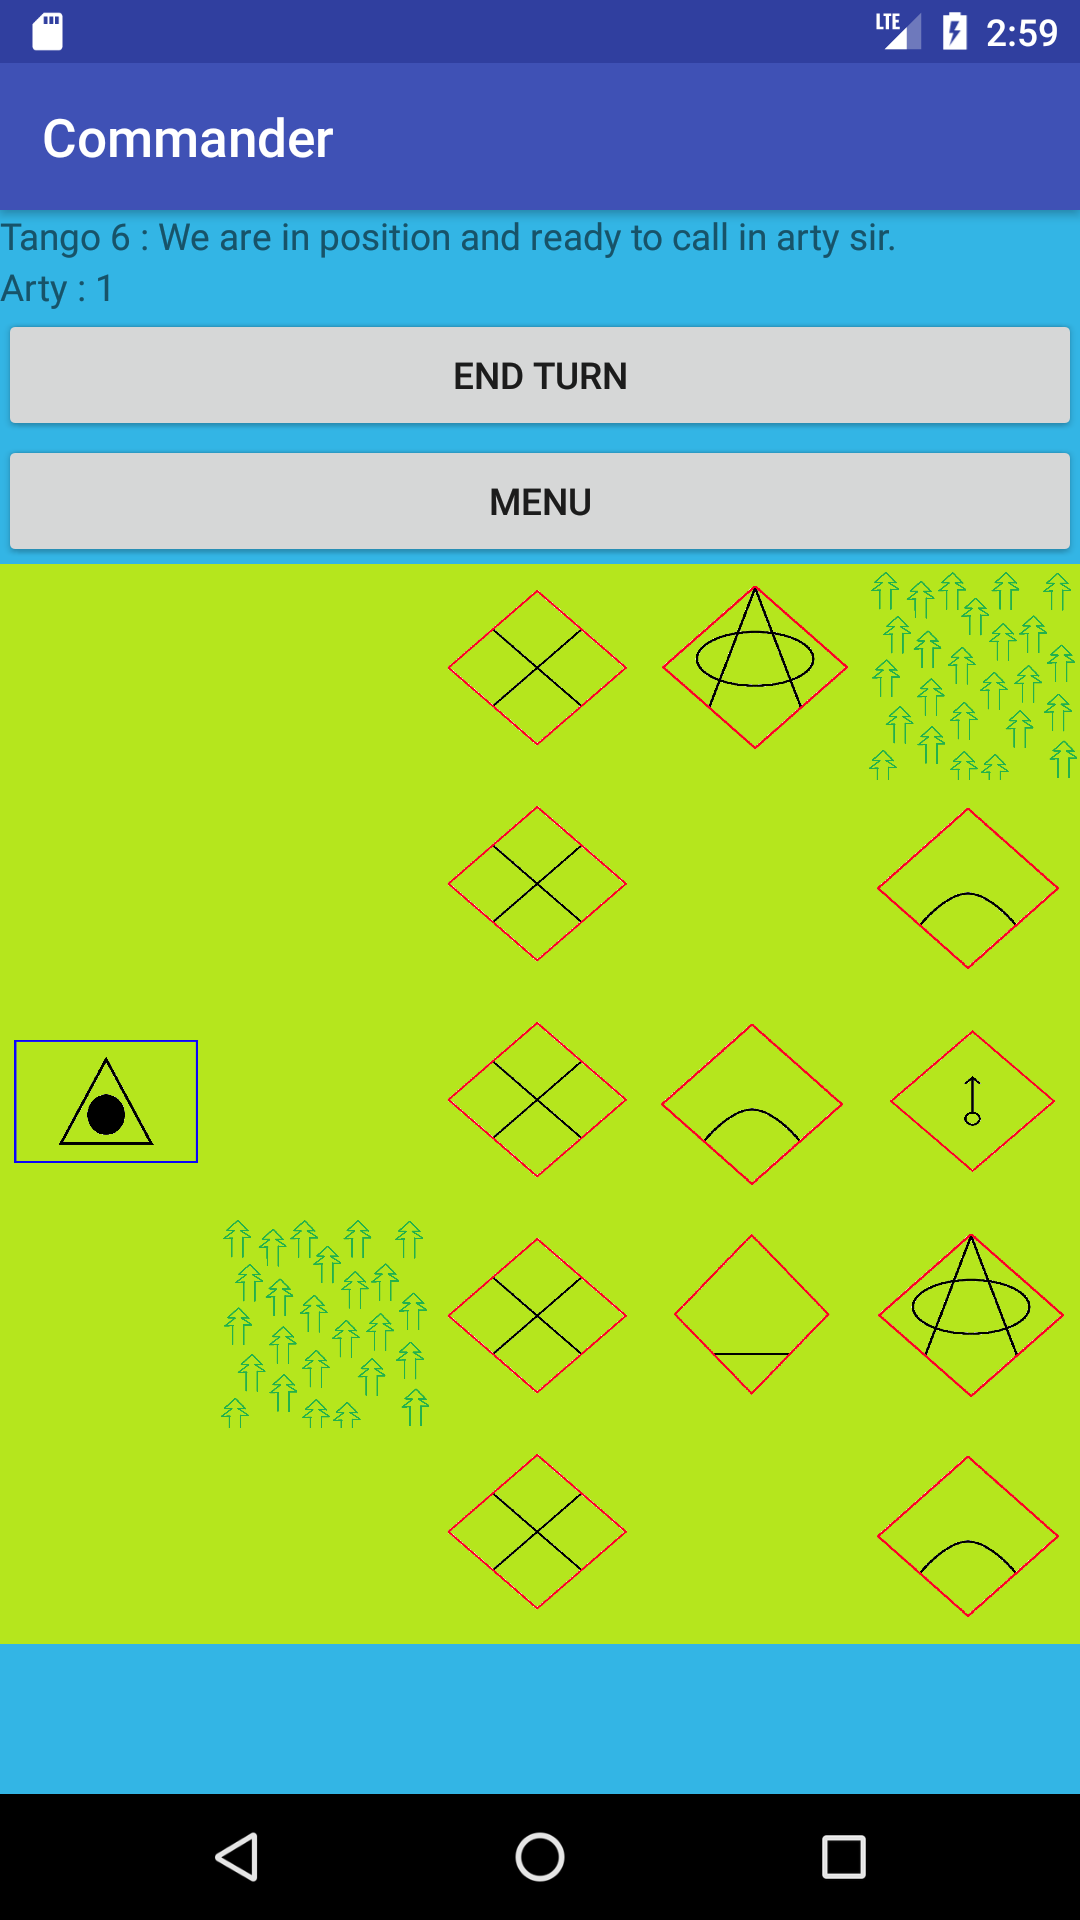 LTE 2:59
Commander
Tango 6 : We are in position and ready to call in arty sir.
Arty : 1
END TURN
MENU